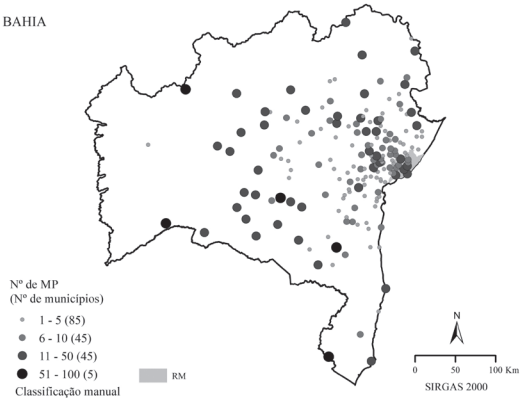 BAHIA
Nº de MP
(Nº de municípios)
1 - 5 (85)
6 - 10 (45)
11 - 50 (45)
51 - 100 (5)
Classificação manual
RM
N
0 50 100 Km
SIRGAS 2000